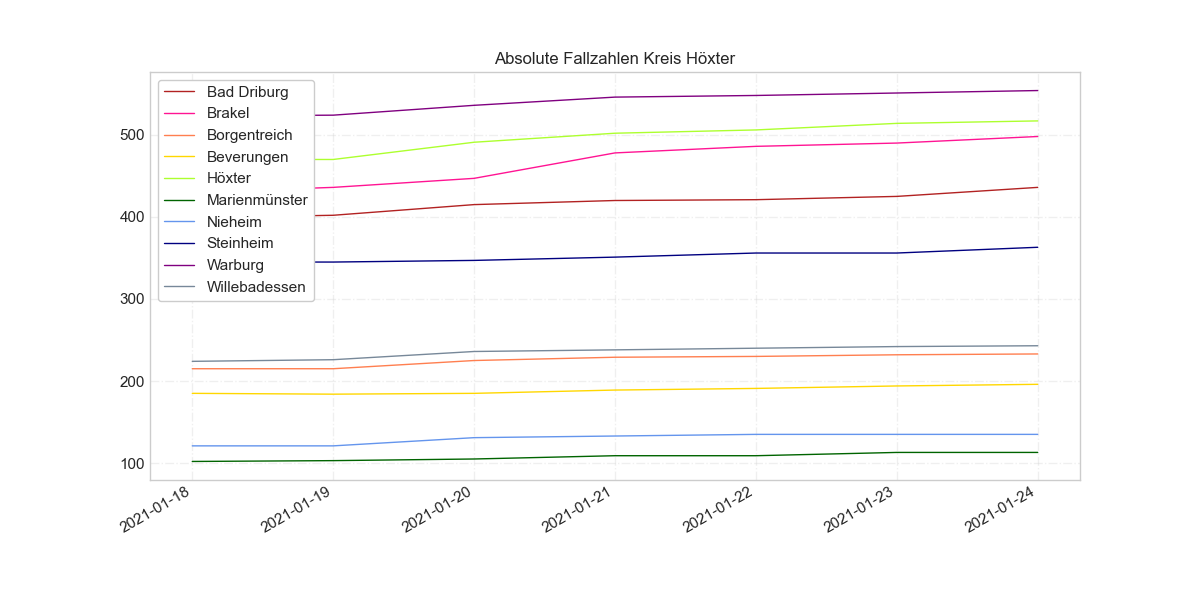 Absolute Fallzahlen Kreis Höxter
Bad Driburg
Brakel
Borgentreich
Beverungen
Höxter
Marienmünster
Nieheim
Steinheim
Warburg
Willebadessen
500
400
300
200
100
2021-01-18
2021-01-19
2021-01-20
2021-01-21
2021-01-22
2021-01-23
2021-01-24